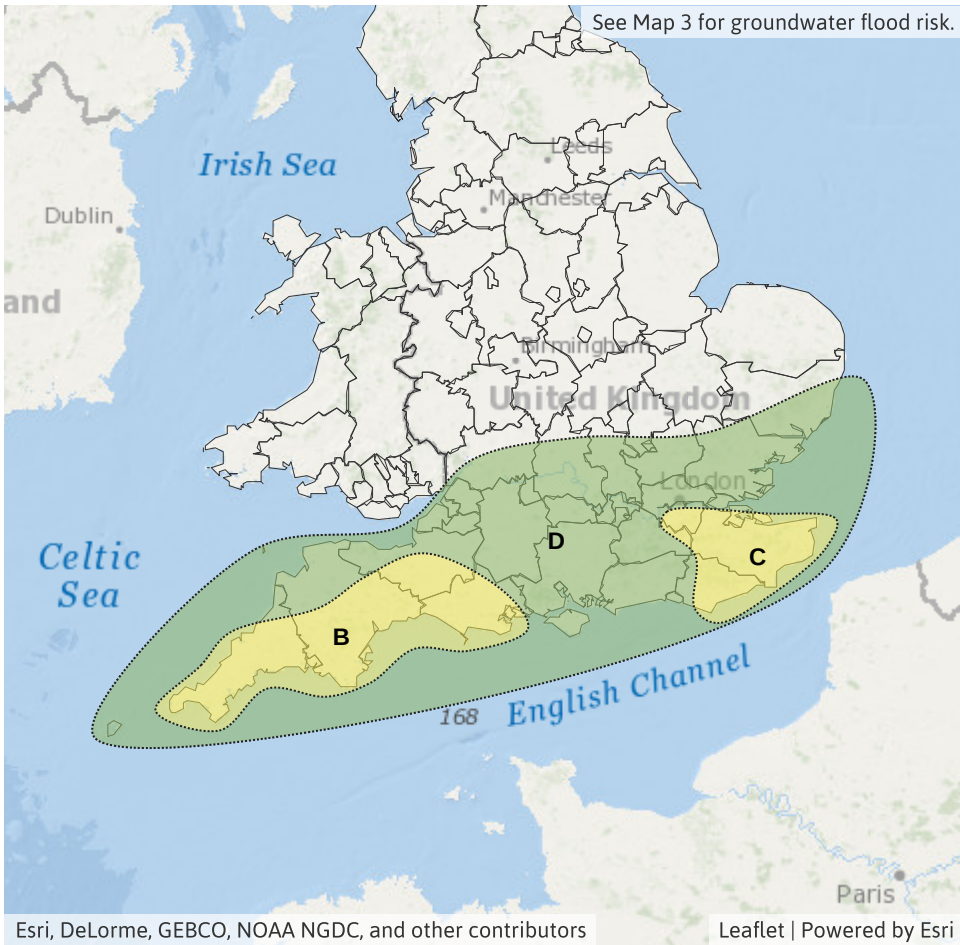 See Map 3 for groundwater flood risk.
Leeds
Irish Sea
Manchester
Dublin
and
Birmingham
United Kingdom
London
D
C
Celtic
Sea
B
English Channel
168
Paris
Esri, DeLorme, GEBCO, NOAA NGDC, and other contributors
Leaflet | Powered by Esri